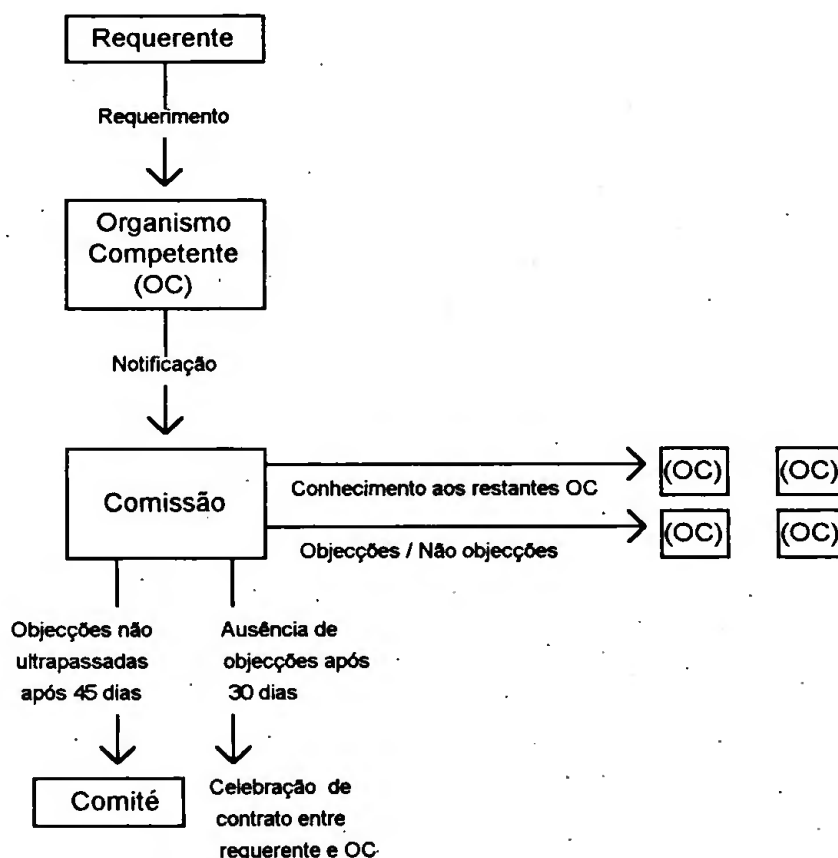 Requerente
Requerimento
Organismo
Competente
(OC)
Notificação
Comissão
Conhecimento aos restantes OC
(OC)
(OC)
Objecções / Não objecções
(OC)
(OC)
Objecções não
ultrapassadas
após 45 dias
Ausência de
objecções após
30 dias
Comité
Celebração de
contrato entre
requerente e OC